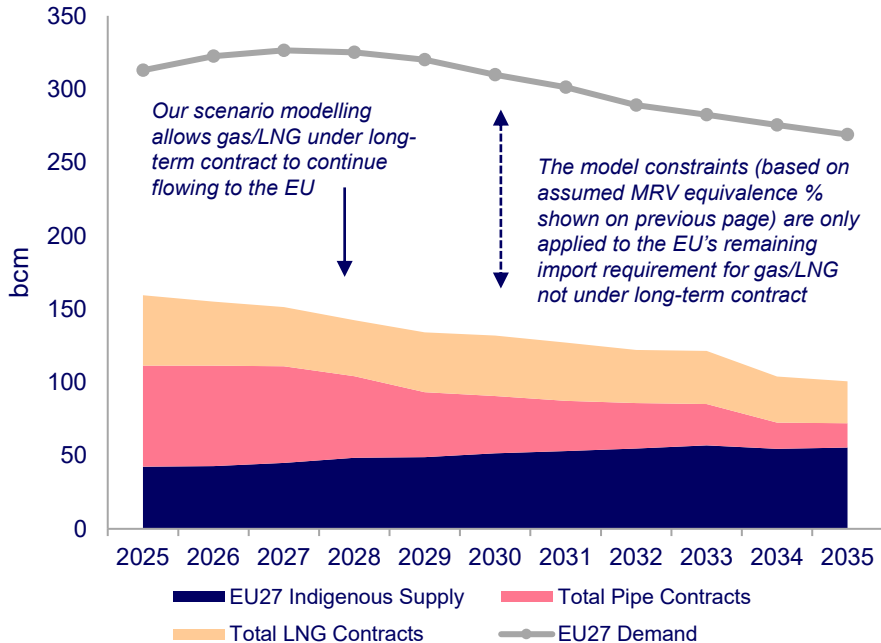 350
300
250
200
150
100
50
0
bcm
Our scenario modelling
allows gas/LNG under long-
term contract to continue
flowing to the EU
The model constraints (based on
assumed MRV equivalence %
shown on previous page) are only
applied to the EU's remaining
import requirement for gas/LNG
not under long-term contract
2025 2026 2027 2028 2029 2030 2031 2032 2033 2034 2035
EU27 Indigenous Supply Total Pipe Contracts
Total LNG Contracts EU27 Demand